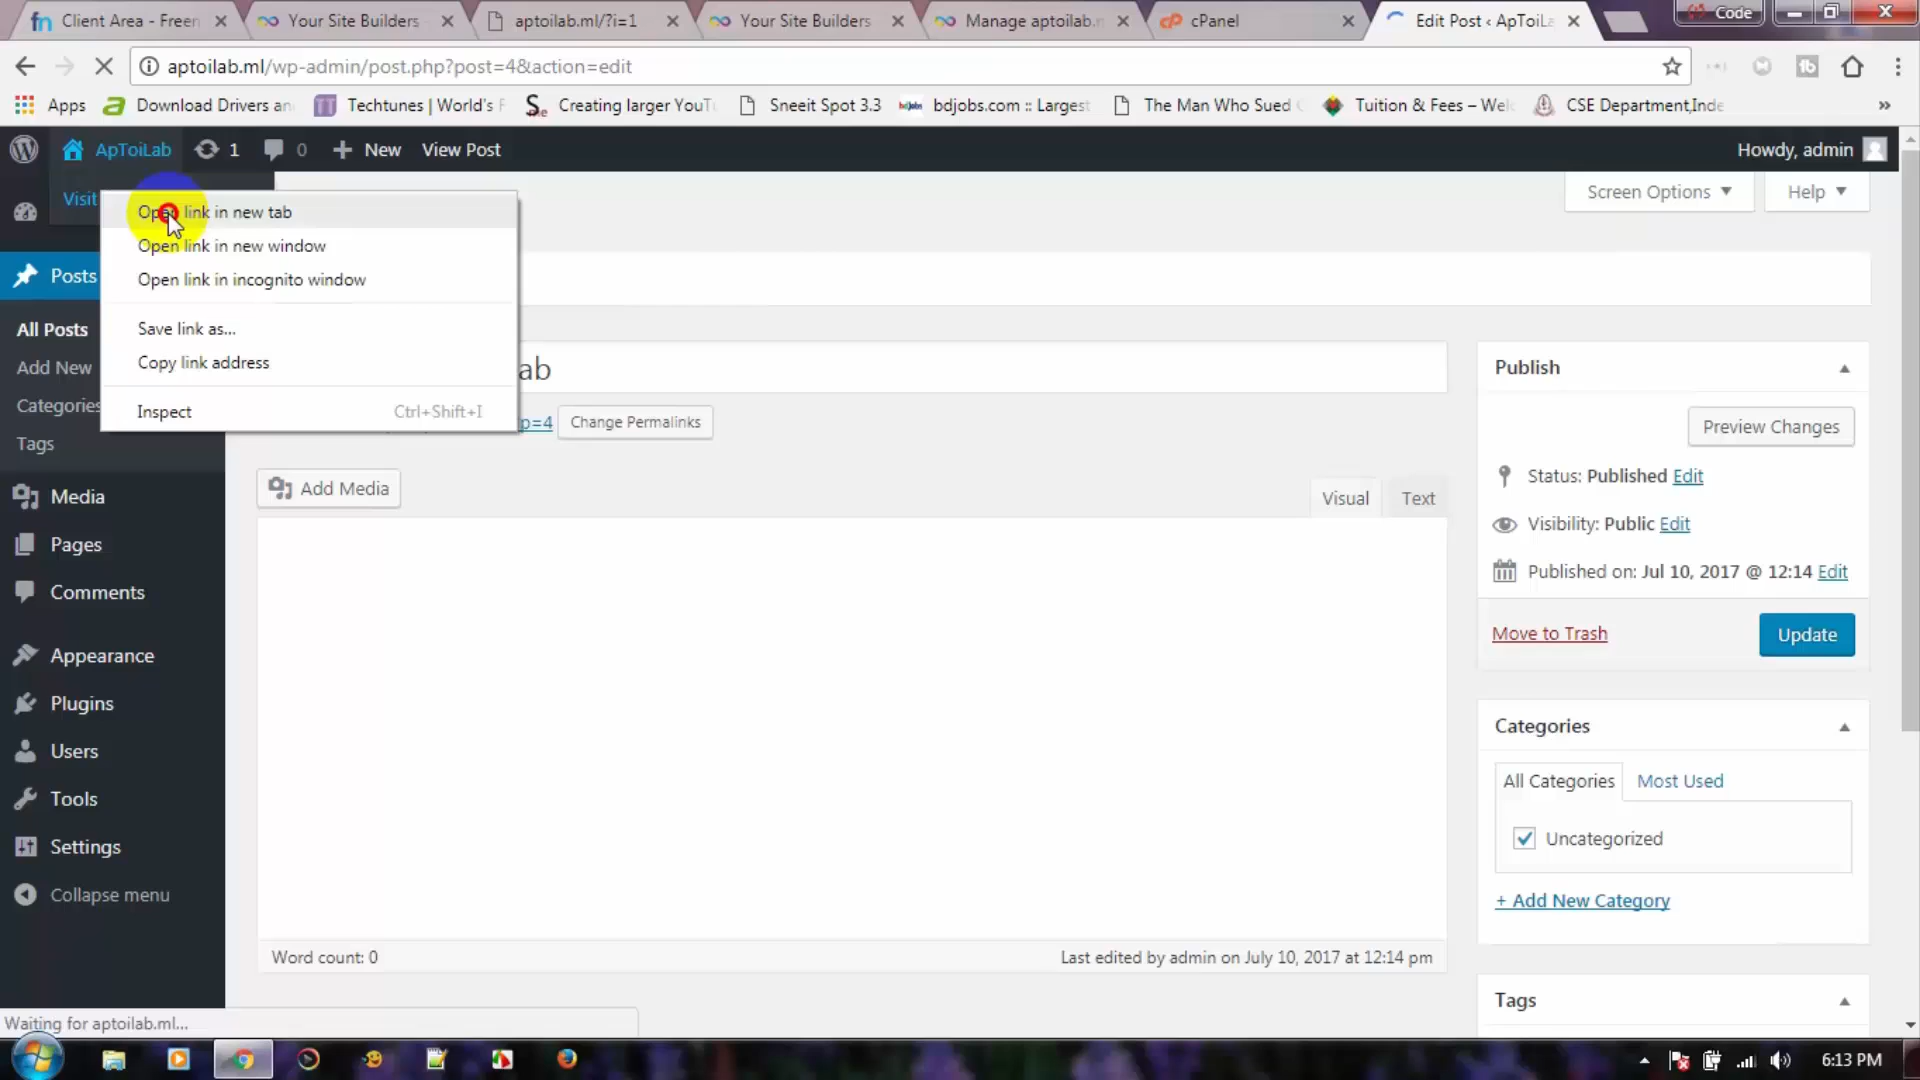 Client Area - Freen
Your Site Builders
aptoilab.ml/?i=1
Your Site Builders
Manage aptoilab.m
cPanel
Edit Post ‹ ApToiLa
Code
aptoilab.ml/wp-admin/post.php?post=4&action=edit
Apps
Download Drivers an
Techtunes | World's F
Creating larger YouTu
Sneeit Spot 3.3
bdjobs.com :: Largest
The Man Who Sued
Tuition & Fees – Wel
CSE Department,Inde
»
ApToiLab
1
0
New
View Post
Howdy, admin
Visit
Screen Options
Help
Open link in new tab
Open link in new window
Open link in incognito window
Save link as...
Copy link address
Inspect
Ctrl+Shift+I
Posts
All Posts
Add New
Categories
Tags
Media
Pages
Comments
Appearance
Plugins
Users
Tools
Settings
Collapse menu
ab
p=4
Change Permalinks
Add Media
Visual
Text
Word count: 0
Last edited by admin on July 10, 2017 at 12:14 pm
Publish
Preview Changes
Status: Published Edit
Visibility: Public Edit
Published on: Jul 10, 2017 @ 12:14 Edit
Move to Trash
Update
Categories
All Categories
Most Used
Uncategorized
+ Add New Category
Tags
Waiting for aptoilab.ml...
6:13 PM